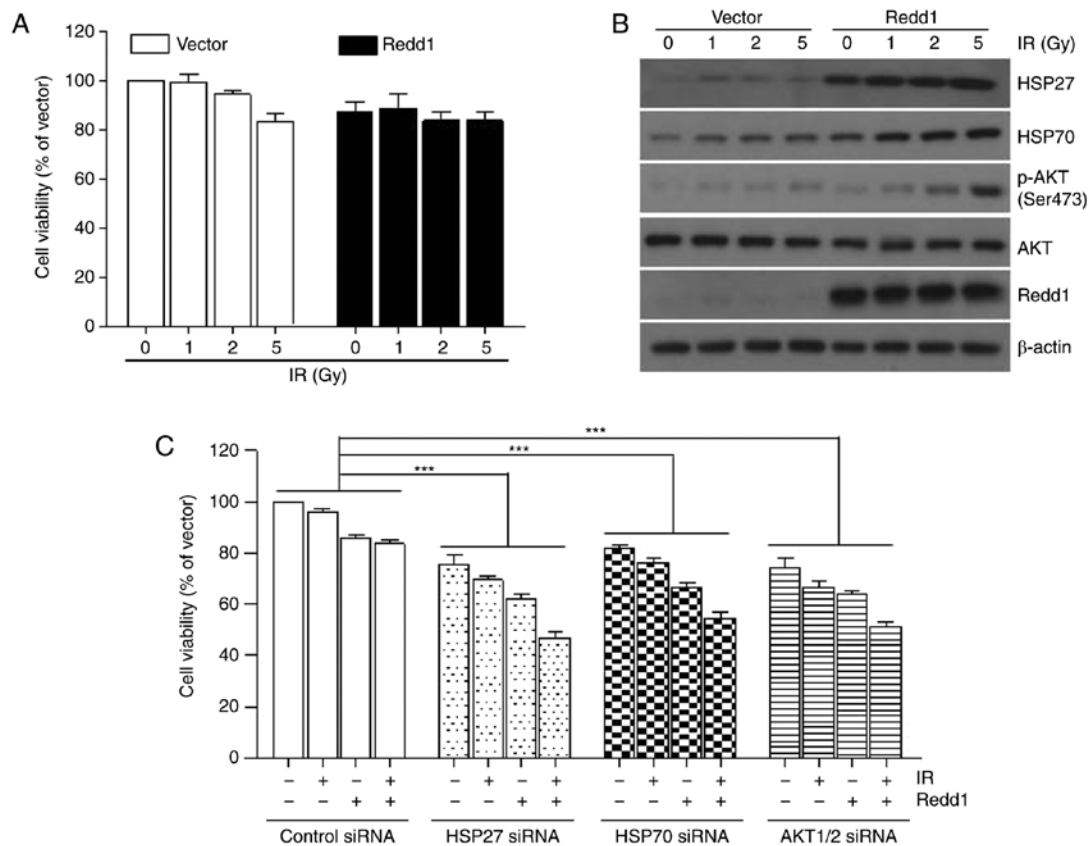 A
120
Vector
Redd1
100
80
60
40
20
0
Cell viability (% of vector)
0 1 2 5 0 1 2 5
IR (Gy)
B
Vector Redd1
0 1 2 5 0 1 2 5 IR (Gy)
HSP27
HSP70
p-AKT
(Ser473)
AKT
Redd1
β-actin
C
120
100
80
60
40
20
0
Cell viability (% of vector)
***
***
***
– + – + – + – + – + – + – + – + IR
– – + + – – + + – – + + – – + + Redd1
Control siRNA HSP27 siRNA HSP70 siRNA AKT1/2 siRNA